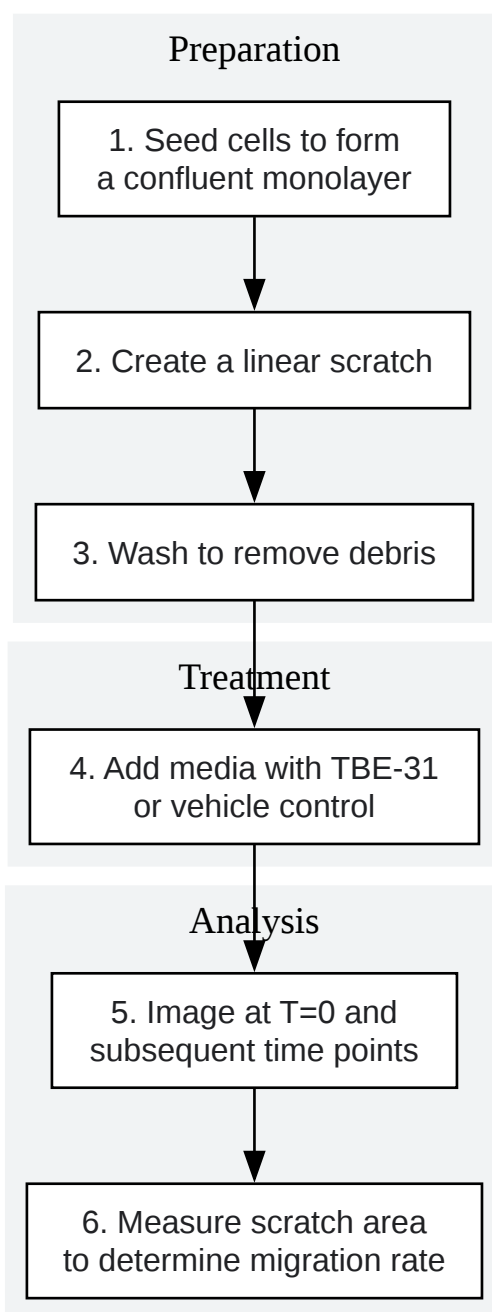 Preparation
1. Seed cells to form
a confluent monolayer
2. Create a linear scratch
3. Wash to remove debris
Treatment
4. Add media with TBE-31
or vehicle control
Analysis
5. Image at T=0 and
subsequent time points
6. Measure scratch area
to determine migration rate